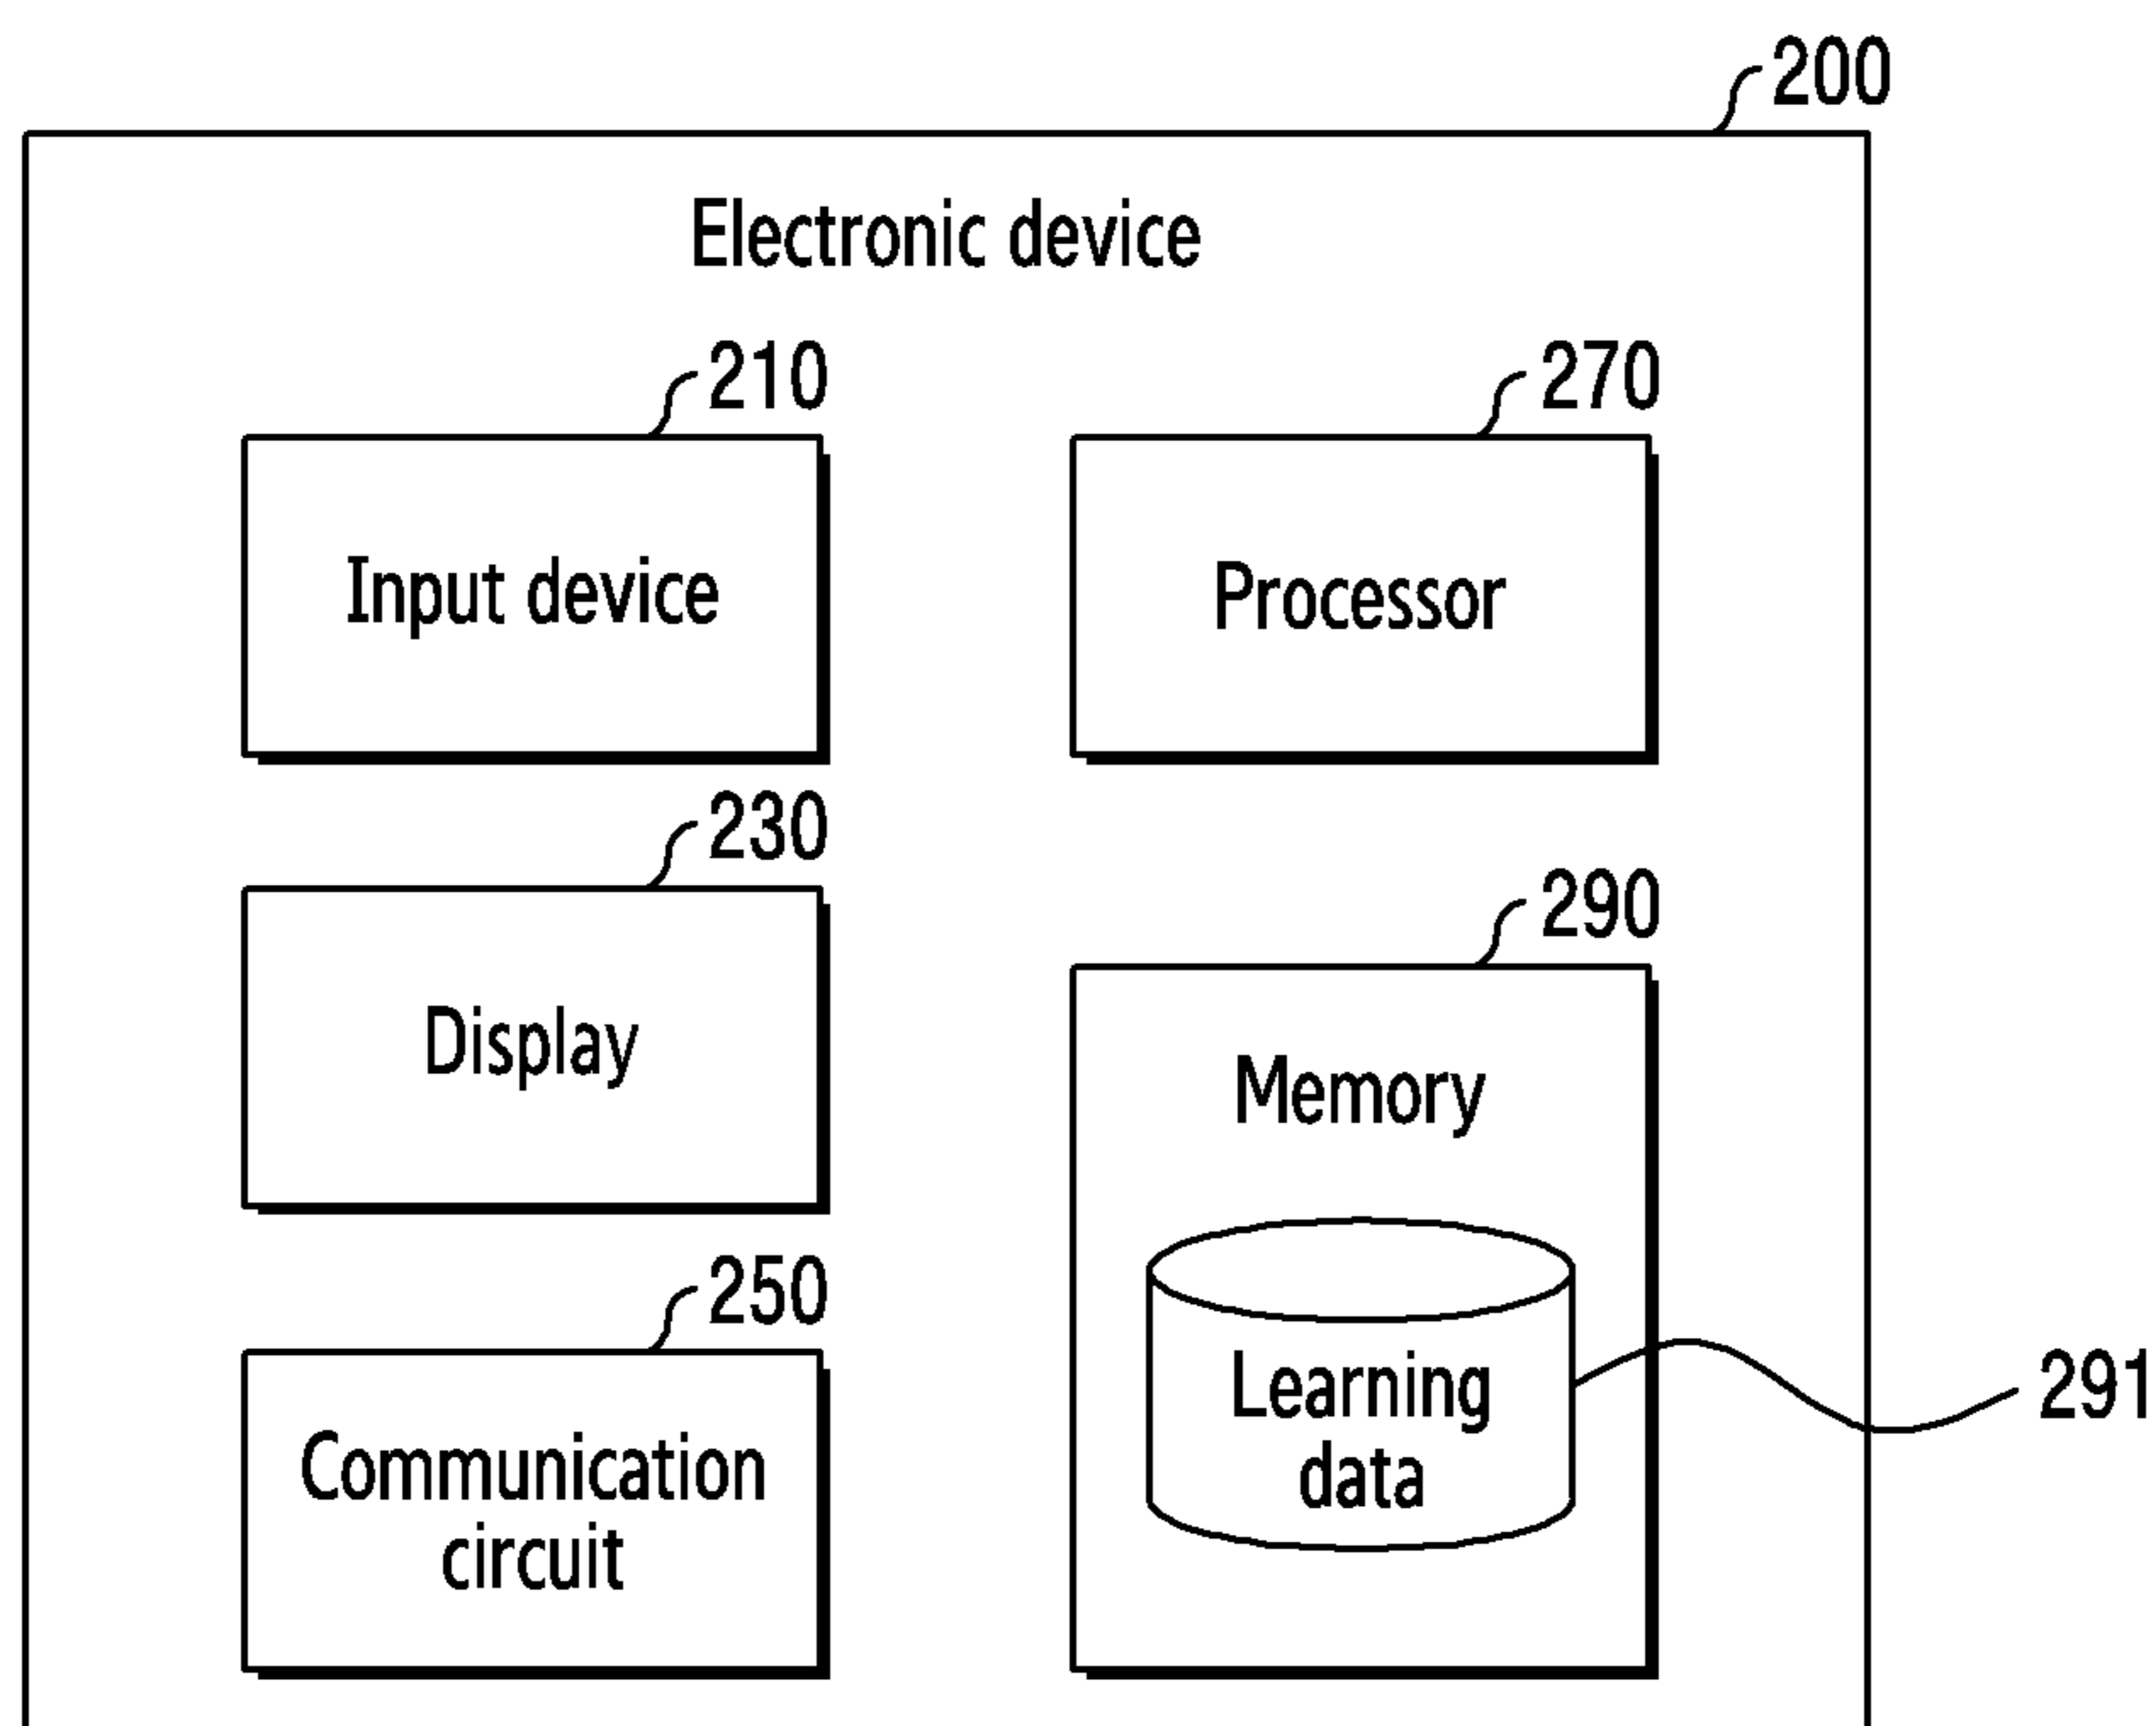 200
Electronic device
210
Input device
270
Processor
230
Display
290
Memory
Learning
data
291
250
Communication
circuit